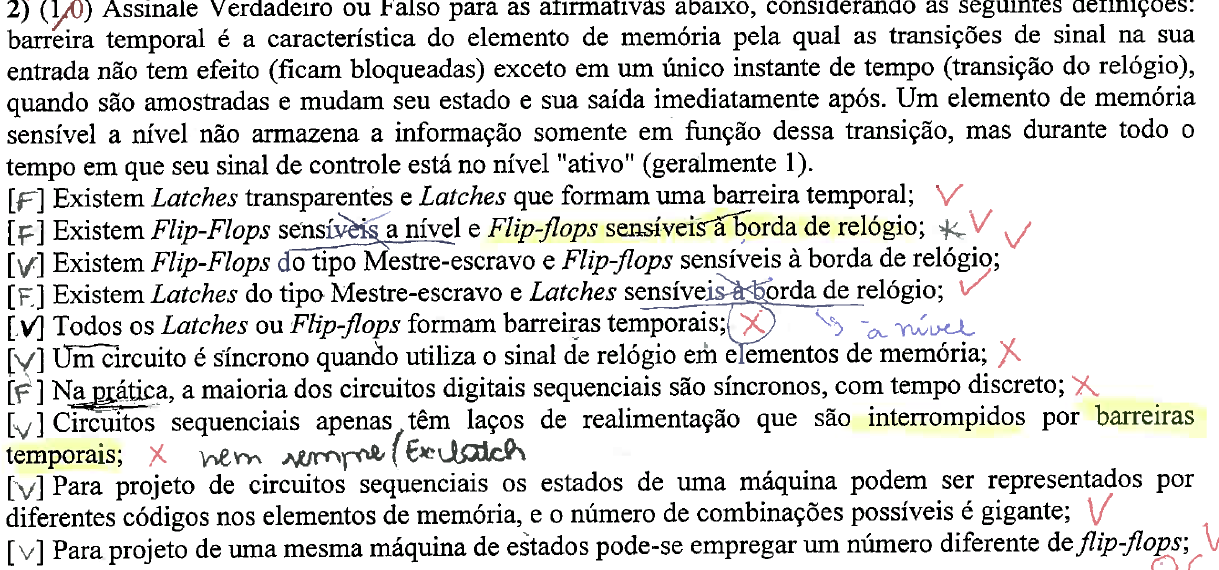 2) (1,0) Assinale Verdadeiro ou Falso para as afirmativas abaixo, considerando as seguintes definições:
barreira temporal é a característica do elemento de memória pela qual as transições de sinal na sua
entrada não tem efeito (ficam bloqueadas) exceto em um único instante de tempo (transição do relógio),
quando são amostradas e mudam seu estado e sua saída imediatamente após. Um elemento de memória
sensível a nível não armazena a informação somente em função dessa transição, mas durante todo o
tempo em que seu sinal de controle está no nível "ativo" (geralmente 1).
[F] Existem Latches transparentes e Latches que formam uma barreira temporal; V
[F] Existem Flip-Flops sensíveis a nível e Flip-flops sensíveis à borda de relógio; * V V
[V] Existem Flip-Flops do tipo Mestre-escravo e Flip-flops sensíveis à borda de relógio;
[F] Existem Latches do tipo Mestre-escravo e Latches sensíveis à borda de relógio; V
[V] Todos os Latches ou Flip-flops formam barreiras temporais; X a nível
[V] Um circuito é síncrono quando utiliza o sinal de relógio em elementos de memória; X
[F] Na prática, a maioria dos circuitos digitais sequenciais são síncronos, com tempo discreto; X
[V] Circuitos sequenciais apenas têm laços de realimentação que são interrompidos por barreiras
temporais; X nem sempre (Ex: latch
[V] Para projeto de circuitos sequenciais os estados de uma máquina podem ser representados por
diferentes códigos nos elementos de memória, e o número de combinações possíveis é gigante; V
[V] Para projeto de uma mesma máquina de estados pode-se empregar um número diferente de flip-flops; V